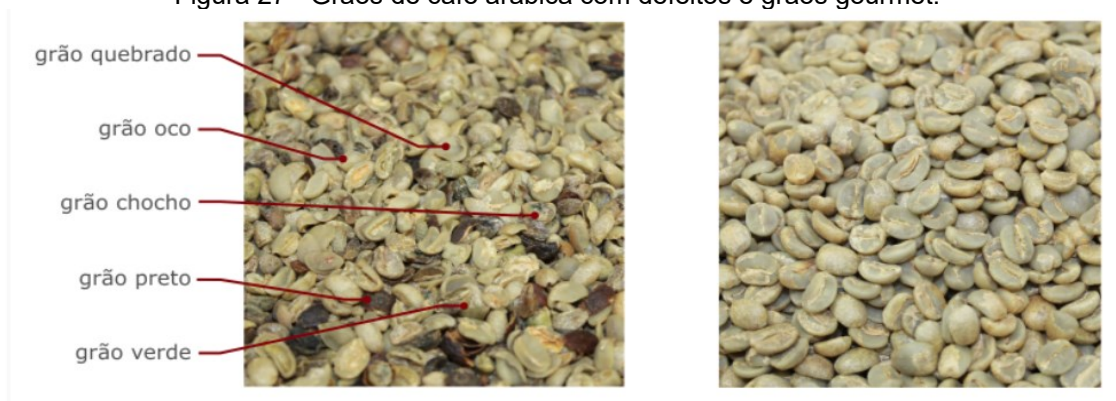 Figura 27 - Grãos de café arábica com defeitos e grãos gourmet.
grão quebrado
grão oco
grão chocho
grão preto
grão verde